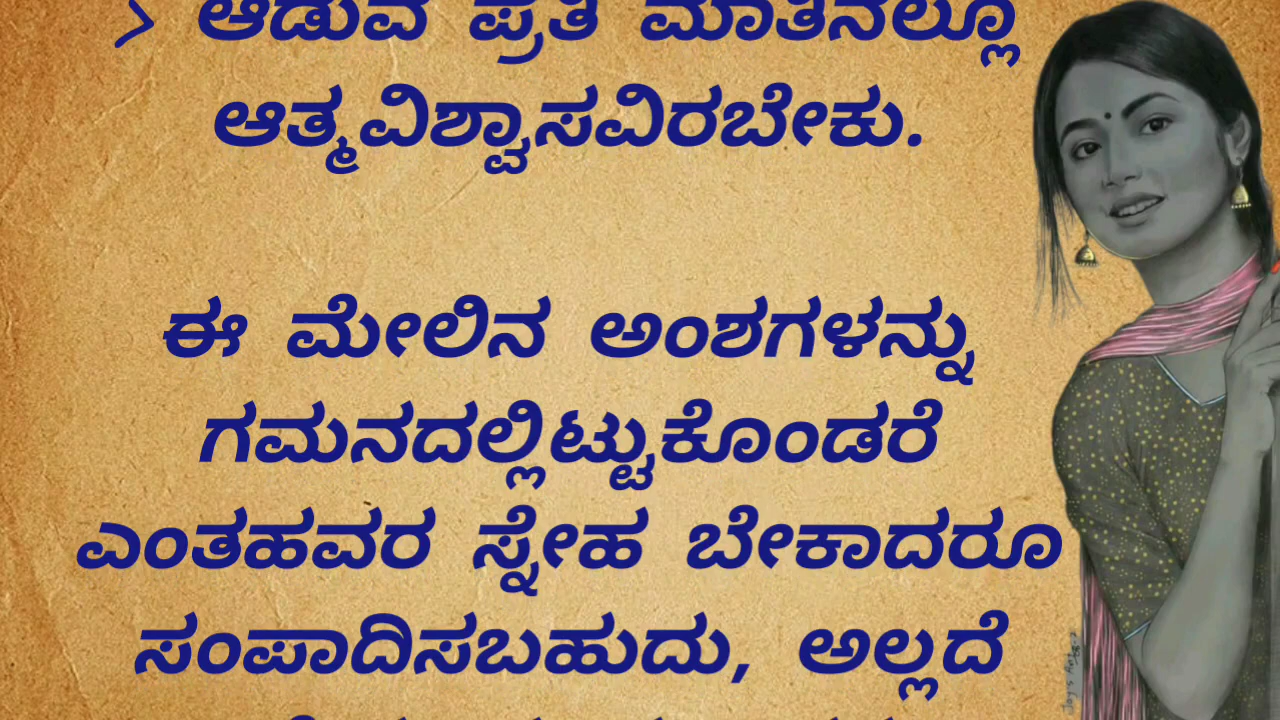 > ಆಡುವ ಪ್ರತಿ ಮಾತಿನಲ್ಲೂ
ಆತ್ಮವಿಶ್ವಾಸವಿರಬೇಕು.
ಈ ಮೇಲಿನ ಅಂಶಗಳನ್ನು
ಗಮನದಲ್ಲಿಟ್ಟುಕೊಂಡರೆ
ಎಂತಹವರ ಸ್ನೇಹ ಬೇಕಾದರೂ
ಸಂಪಾದಿಸಬಹುದು, ಅಲ್ಲದೆ